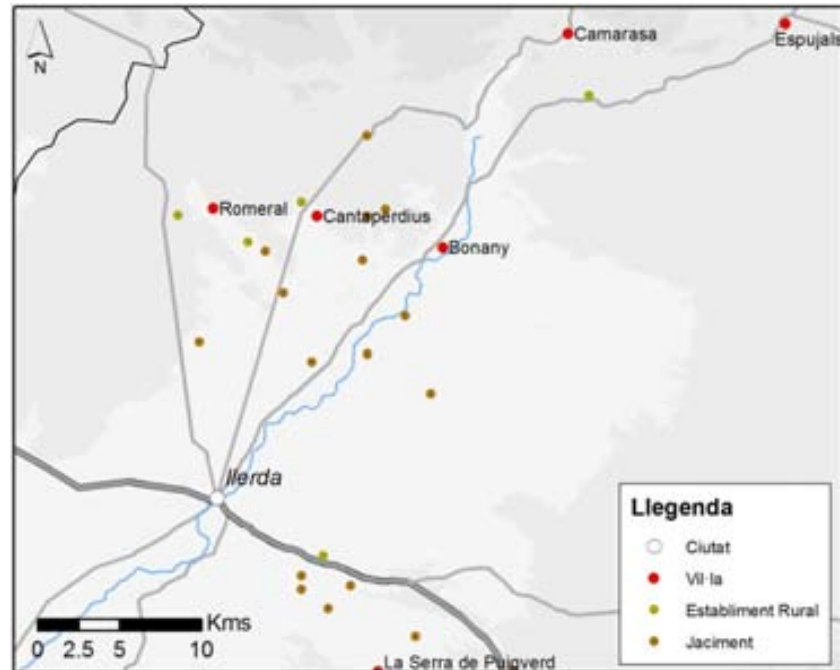 Camarasa
Espujals
N
Romeral
Cantaperdius
Bonany
Ilerda
Llegenda
Ciutat
Vil·la
Establiment Rural
Jaciment
Kms
0 2.5 5 10
La Serra de Puigverd